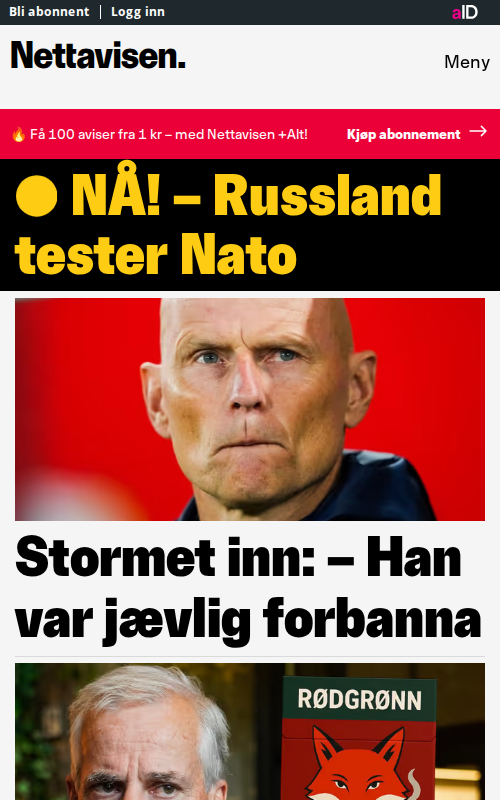 Bli abonnent | Logg inn
aID
Nettavisen.
Meny
🔥 Få 100 aviser fra 1 kr – med Nettavisen +Alt!
Kjøp abonnement →
NÅ! – Russland
tester Nato
Stormet inn: – Han
var jævlig forbanna
RØDGRØNN